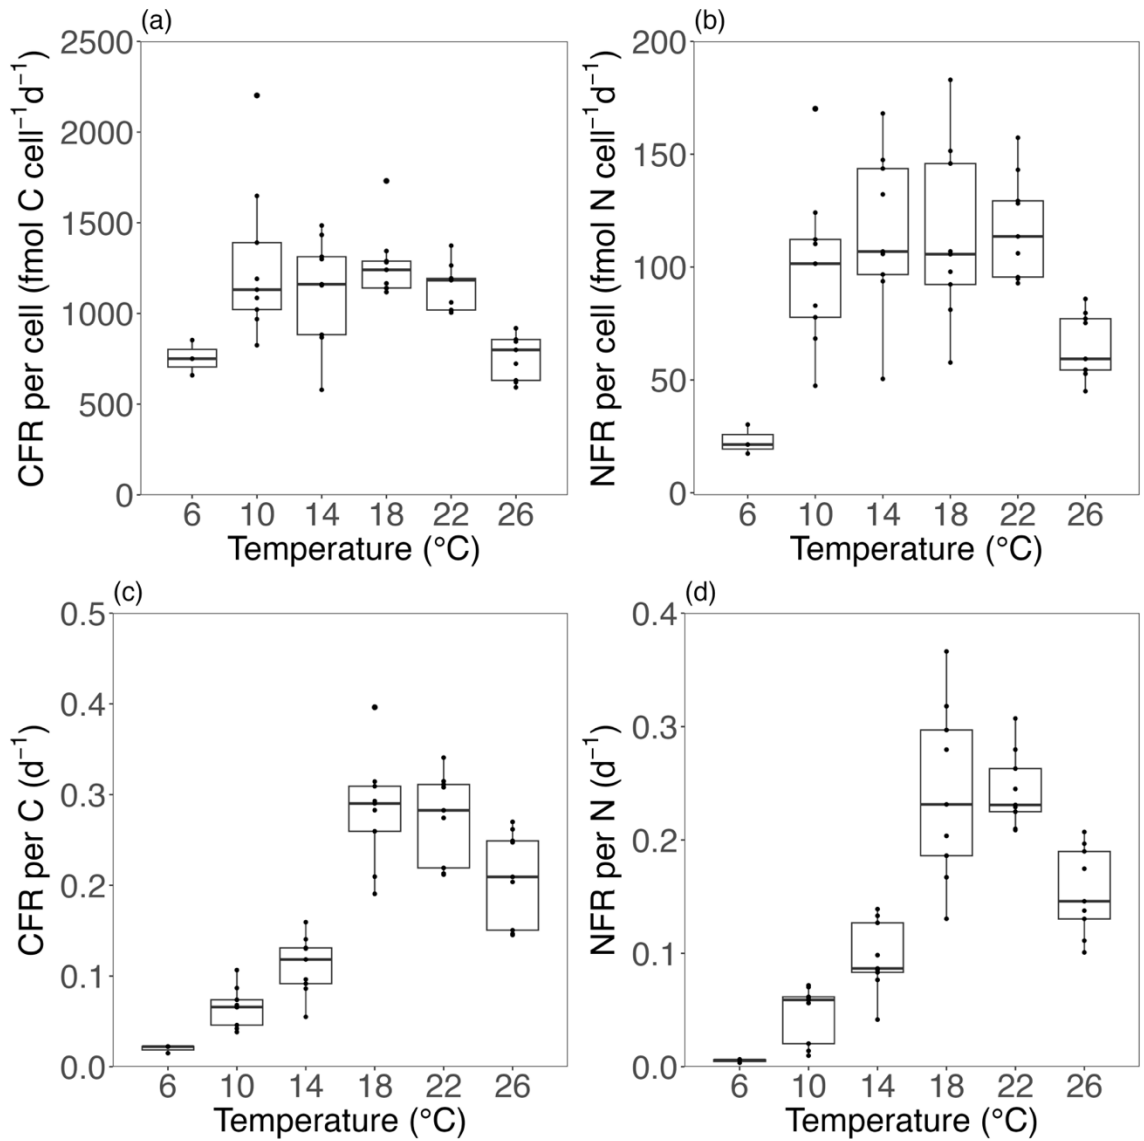 (a)
CFR per cell (fmol C cell⁻¹d⁻¹)
2500
2000
1500
1000
500
0
6 10 14 18 22 26
Temperature (°C)
(b)
NFR per cell (fmol N cell⁻¹d⁻¹)
200
150
100
50
0
6 10 14 18 22 26
Temperature (°C)
(c)
CFR per C (d⁻¹)
0.5
0.4
0.3
0.2
0.1
0.0
6 10 14 18 22 26
Temperature (°C)
(d)
NFR per N (d⁻¹)
0.4
0.3
0.2
0.1
0.0
6 10 14 18 22 26
Temperature (°C)